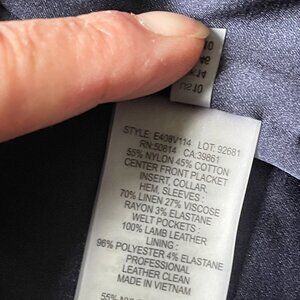 STYLE: E408V114 LOT: 92681
RN:50814 CA:39861
55% NYLON 45% COTTON
CENTER FRONT PLACKET
INSERT, COLLAR,
HEM, SLEEVES :
70% LINEN 27% VISCOSE
RAYON 3% ELASTANE
WELT POCKETS :
100% LAMB LEATHER
LINING :
96% POLYESTER 4% ELASTANE
PROFESSIONAL
LEATHER CLEAN
MADE IN VIETNAM